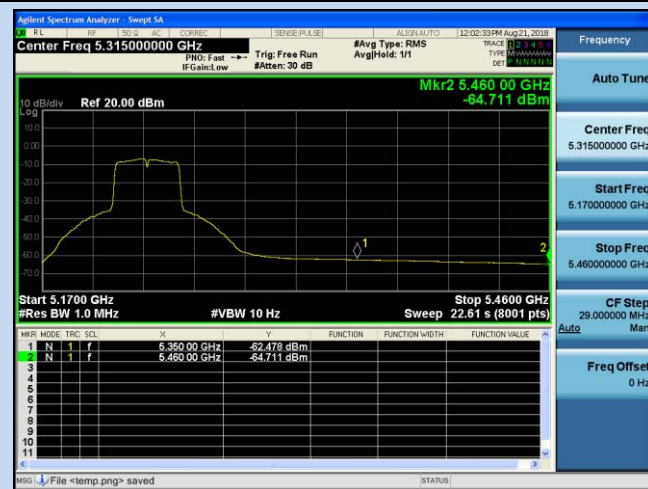 Agilent Spectrum Analyzer - Swept SA
RL RF 50 Ω AC CORREC SENSE:PULSE ALIGN AUTO 12:02:33 PM Aug 21, 2018
Center Freq 5.315000000 GHz
PNO: Fast
IFGain:Low
Trig: Free Run
#Atten: 30 dB
#Avg Type: RMS
Avg|Hold: 1/1
TRACE 1 2 3 4 5 6
TYPE M
DET P N N N N N
Mkr2 5.460 00 GHz
-64.711 dBm
10 dB/div Ref 20.00 dBm
Log
10.0
0.00
-10.0
-20.0
-30.0
-40.0
-50.0
-60.0
-70.0
1
2
Start 5.1700 GHz Stop 5.4600 GHz
#Res BW 1.0 MHz #VBW 10 Hz Sweep 22.61 s (8001 pts)
MKR MODE TRC SCL X Y FUNCTION FUNCTION WIDTH FUNCTION VALUE
1 N 1 f 5.350 00 GHz -62.478 dBm
2 N 1 f 5.460 00 GHz -64.711 dBm
3
4
5
6
7
8
9
10
11
MSG File <temp.png> saved STATUS
Frequency
Auto Tune
Center Freq
5.315000000 GHz
Start Freq
5.170000000 GHz
Stop Freq
5.460000000 GHz
CF Step
29.000000 MHz
Auto Man
Freq Offset
0 Hz